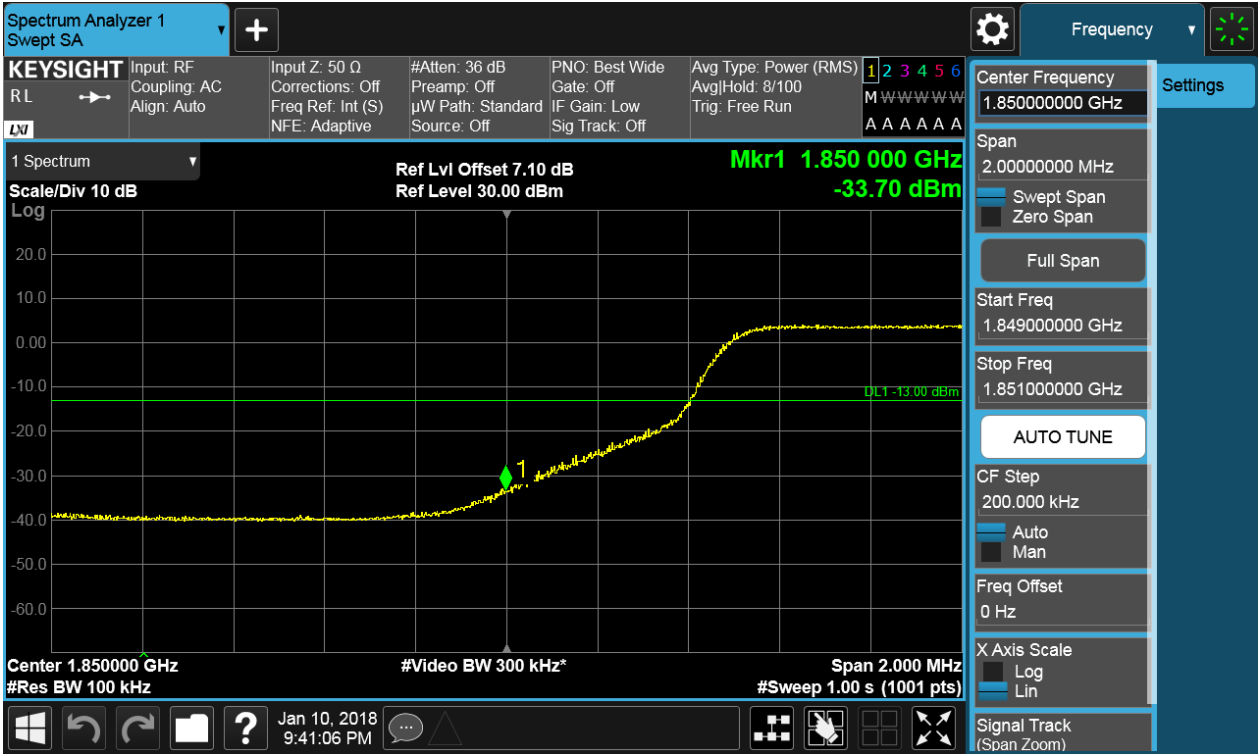 Spectrum Analyzer 1
Swept SA
+
Frequency
KEYSIGHT
R L
LXI
Input: RF
Coupling: AC
Align: Auto
Input Z: 50 Ω
Corrections: Off
Freq Ref: Int (S)
NFE: Adaptive
#Atten: 36 dB
Preamp: Off
µW Path: Standard
Source: Off
PNO: Best Wide
Gate: Off
IF Gain: Low
Sig Track: Off
Avg Type: Power (RMS)
Avg|Hold: 8/100
Trig: Free Run
1 2 3 4 5 6
M W W W W W
A A A A A A
1 Spectrum
Scale/Div 10 dB
Log
Ref Lvl Offset 7.10 dB
Ref Level 30.00 dBm
Mkr1 1.850 000 GHz
-33.70 dBm
20.0
10.0
0.00
-10.0
DL1 -13.00 dBm
-20.0
-30.0
1
-40.0
-50.0
-60.0
Center 1.850000 GHz
#Video BW 300 kHz*
Span 2.000 MHz
#Res BW 100 kHz
#Sweep 1.00 s (1001 pts)
Center Frequency
1.850000000 GHz
Settings
Span
2.00000000 MHz
Swept Span
Zero Span
Full Span
Start Freq
1.849000000 GHz
Stop Freq
1.851000000 GHz
AUTO TUNE
CF Step
200.000 kHz
Auto
Man
Freq Offset
0 Hz
X Axis Scale
Log
Lin
Signal Track
(Span Zoom)
?
Jan 10, 2018
9:41:06 PM